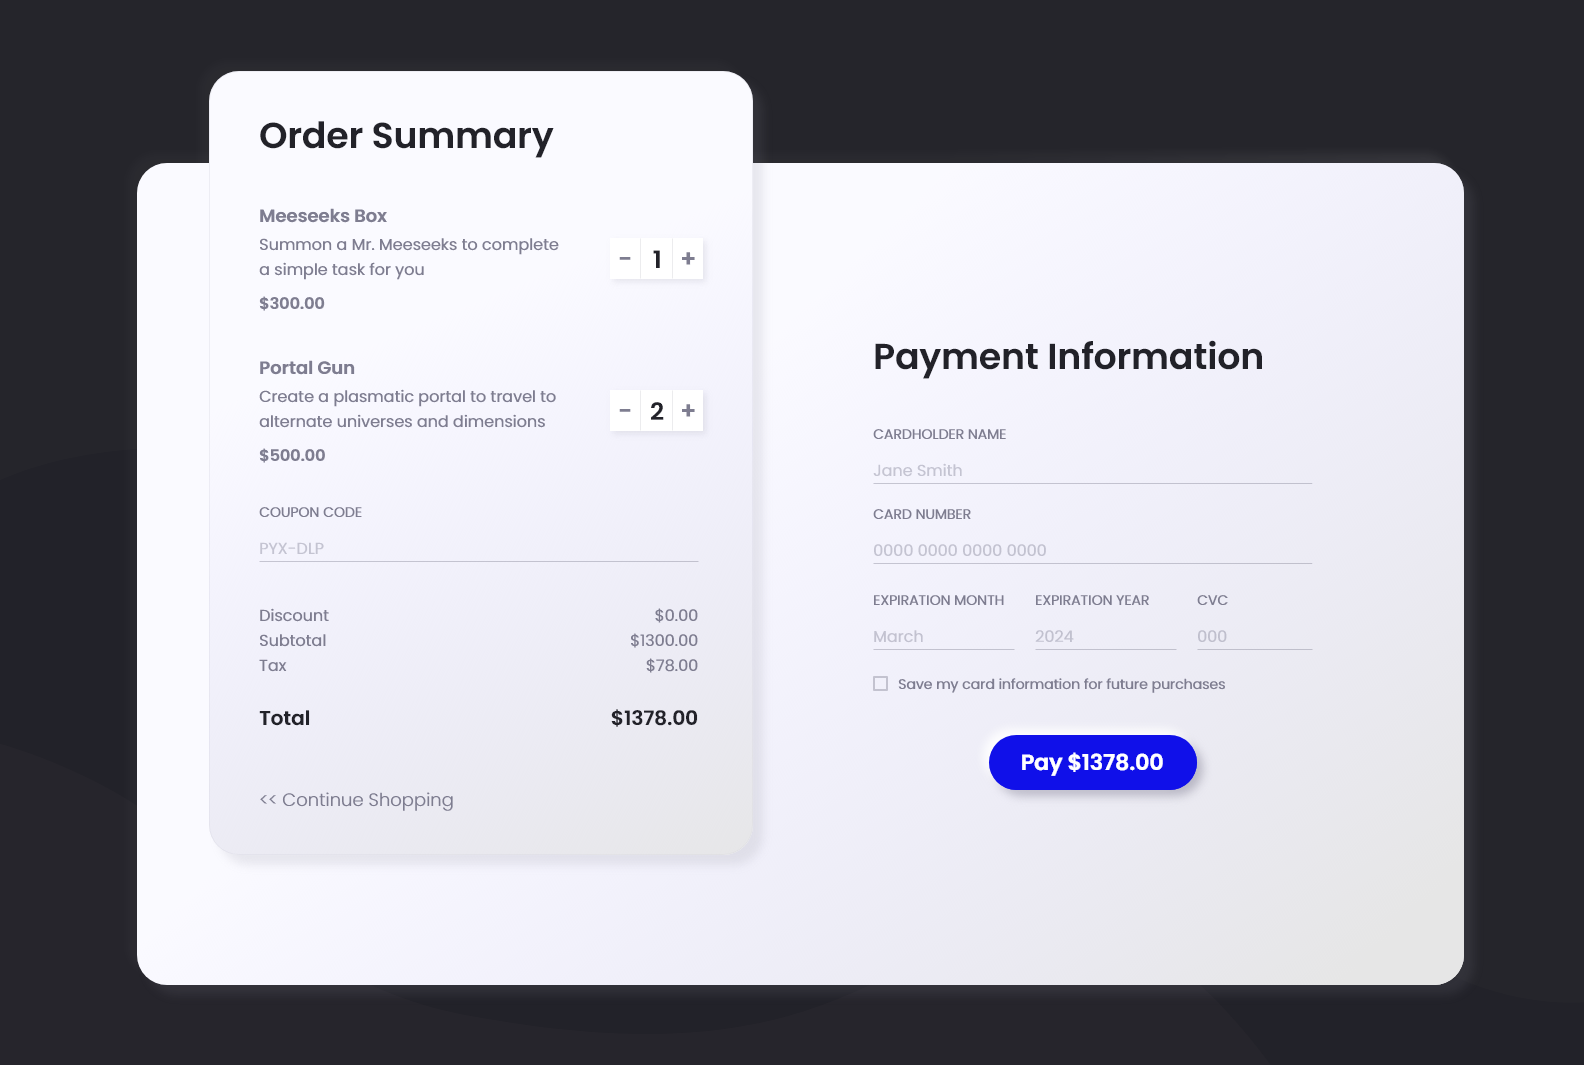 Order Summary
Meeseeks Box
Summon a Mr. Meeseeks to complete
a simple task for you
$300.00
− 1 +
Portal Gun
Create a plasmatic portal to travel to
alternate universes and dimensions
$500.00
− 2 +
COUPON CODE
PYX-DLP
Discount $0.00
Subtotal $1300.00
Tax $78.00
Total $1378.00
<< Continue Shopping
Payment Information
CARDHOLDER NAME
Jane Smith
CARD NUMBER
0000 0000 0000 0000
EXPIRATION MONTH EXPIRATION YEAR CVC
March 2024 000
Save my card information for future purchases
Pay $1378.00